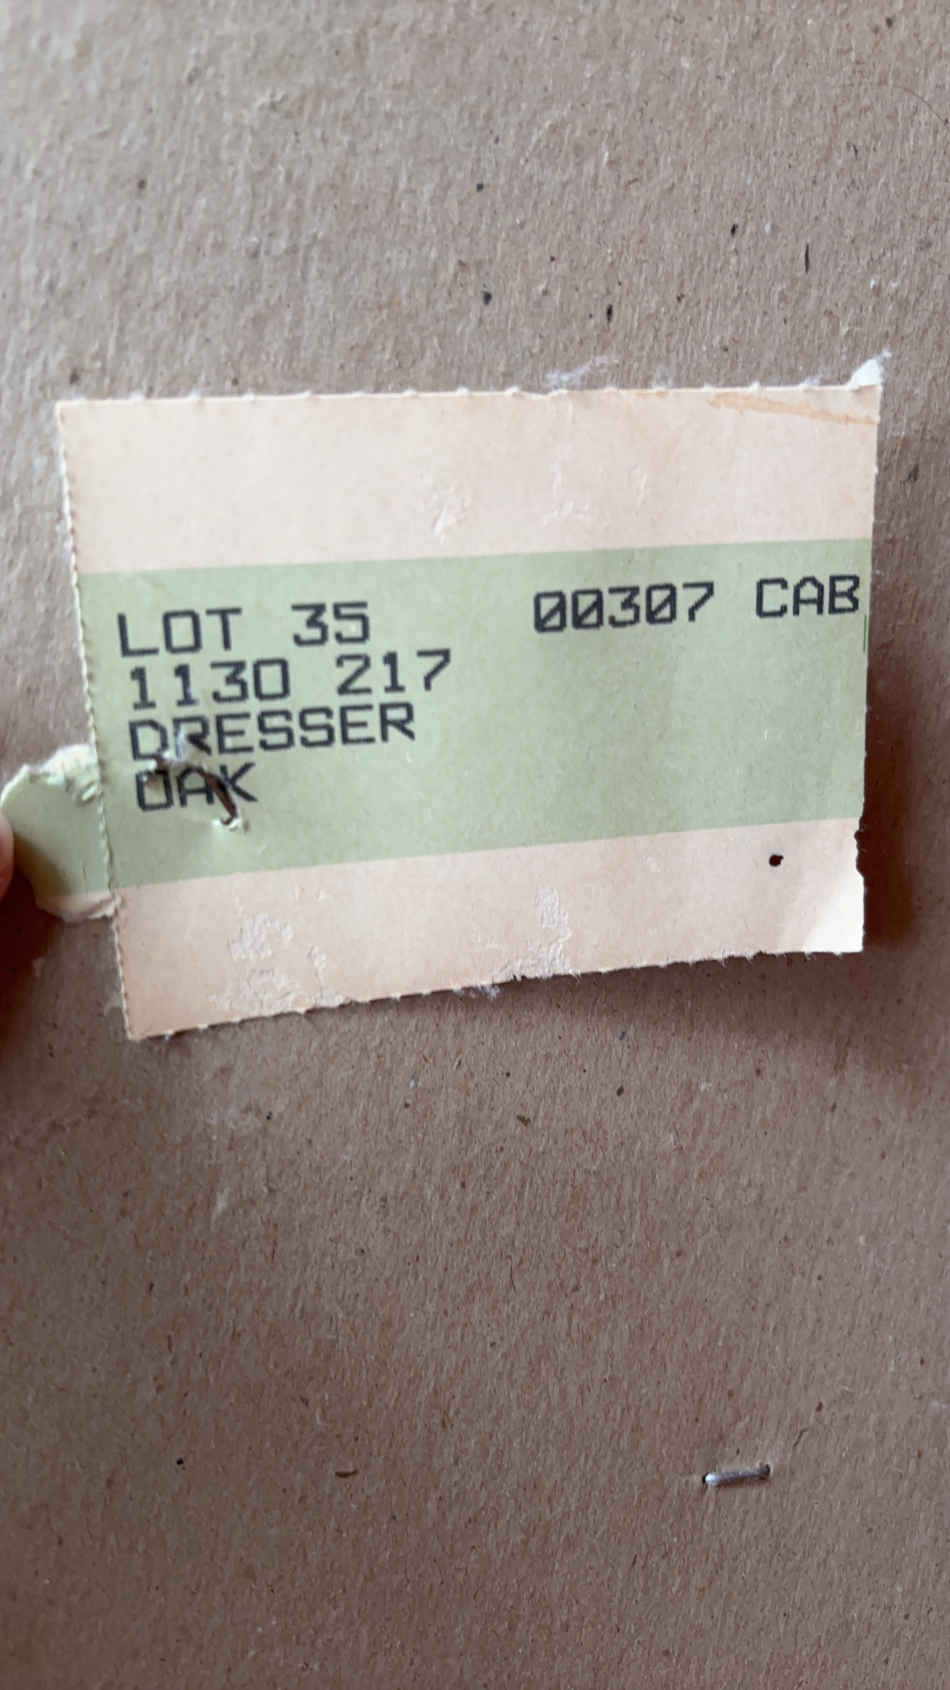 LOT 35 00307 CAB
1130 217
DRESSER
OAK